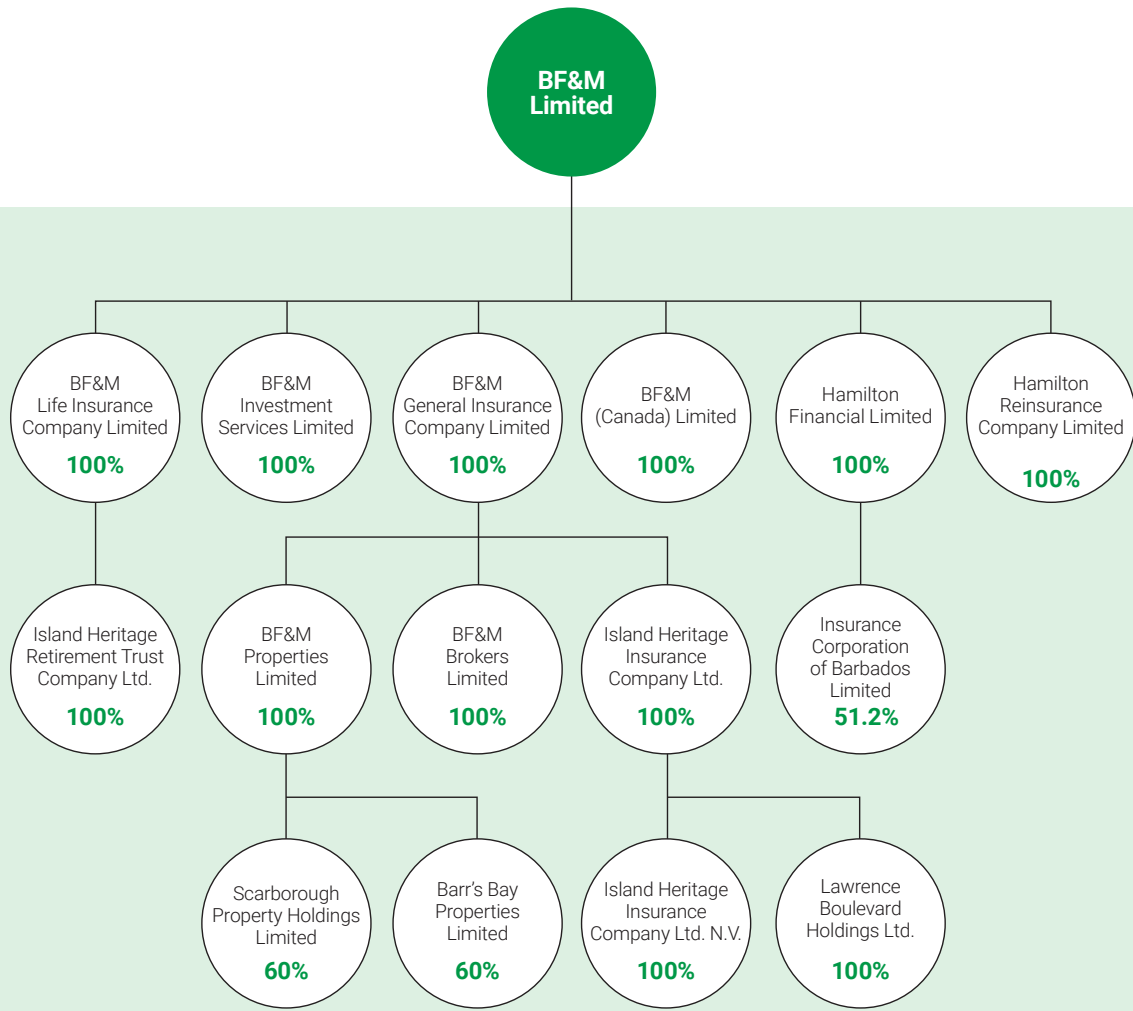 BF&M
Limited
BF&M
Life Insurance
Company Limited
100%
BF&M
Investment
Services Limited
100%
BF&M
General Insurance
Company Limited
100%
BF&M
(Canada) Limited
100%
Hamilton
Financial Limited
100%
Hamilton
Reinsurance
Company Limited
100%
Island Heritage
Retirement Trust
Company Ltd.
100%
BF&M
Properties
Limited
100%
BF&M
Brokers
Limited
100%
Island Heritage
Insurance
Company Ltd.
100%
Insurance
Corporation
of Barbados
Limited
51.2%
Scarborough
Property Holdings
Limited
60%
Barr's Bay
Properties
Limited
60%
Island Heritage
Insurance
Company Ltd. N.V.
100%
Lawrence
Boulevard
Holdings Ltd.
100%